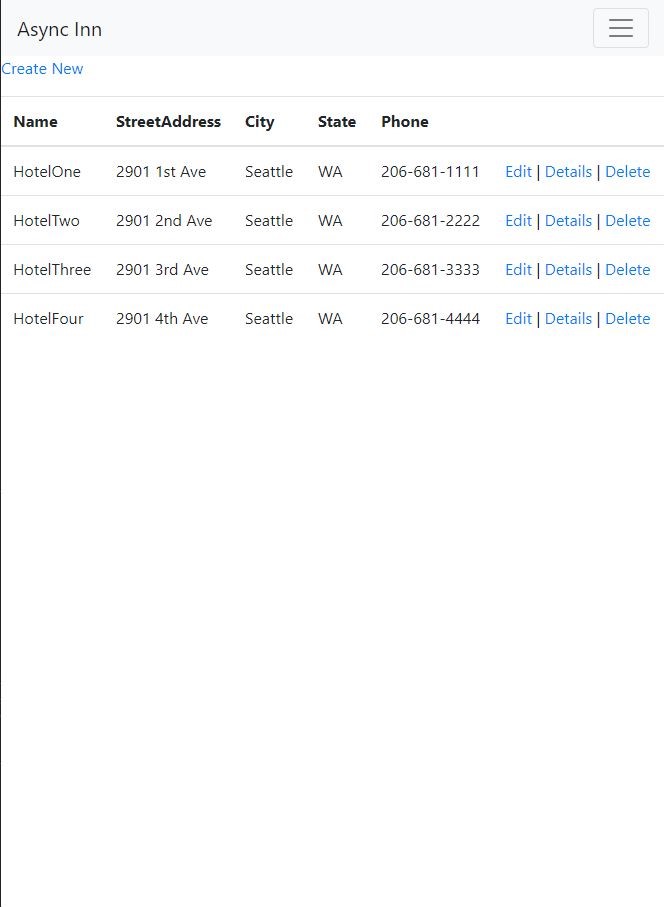 Async Inn
Create New
Name StreetAddress City State Phone
HotelOne 2901 1st Ave Seattle WA 206-681-1111 Edit | Details | Delete
HotelTwo 2901 2nd Ave Seattle WA 206-681-2222 Edit | Details | Delete
HotelThree 2901 3rd Ave Seattle WA 206-681-3333 Edit | Details | Delete
HotelFour 2901 4th Ave Seattle WA 206-681-4444 Edit | Details | Delete